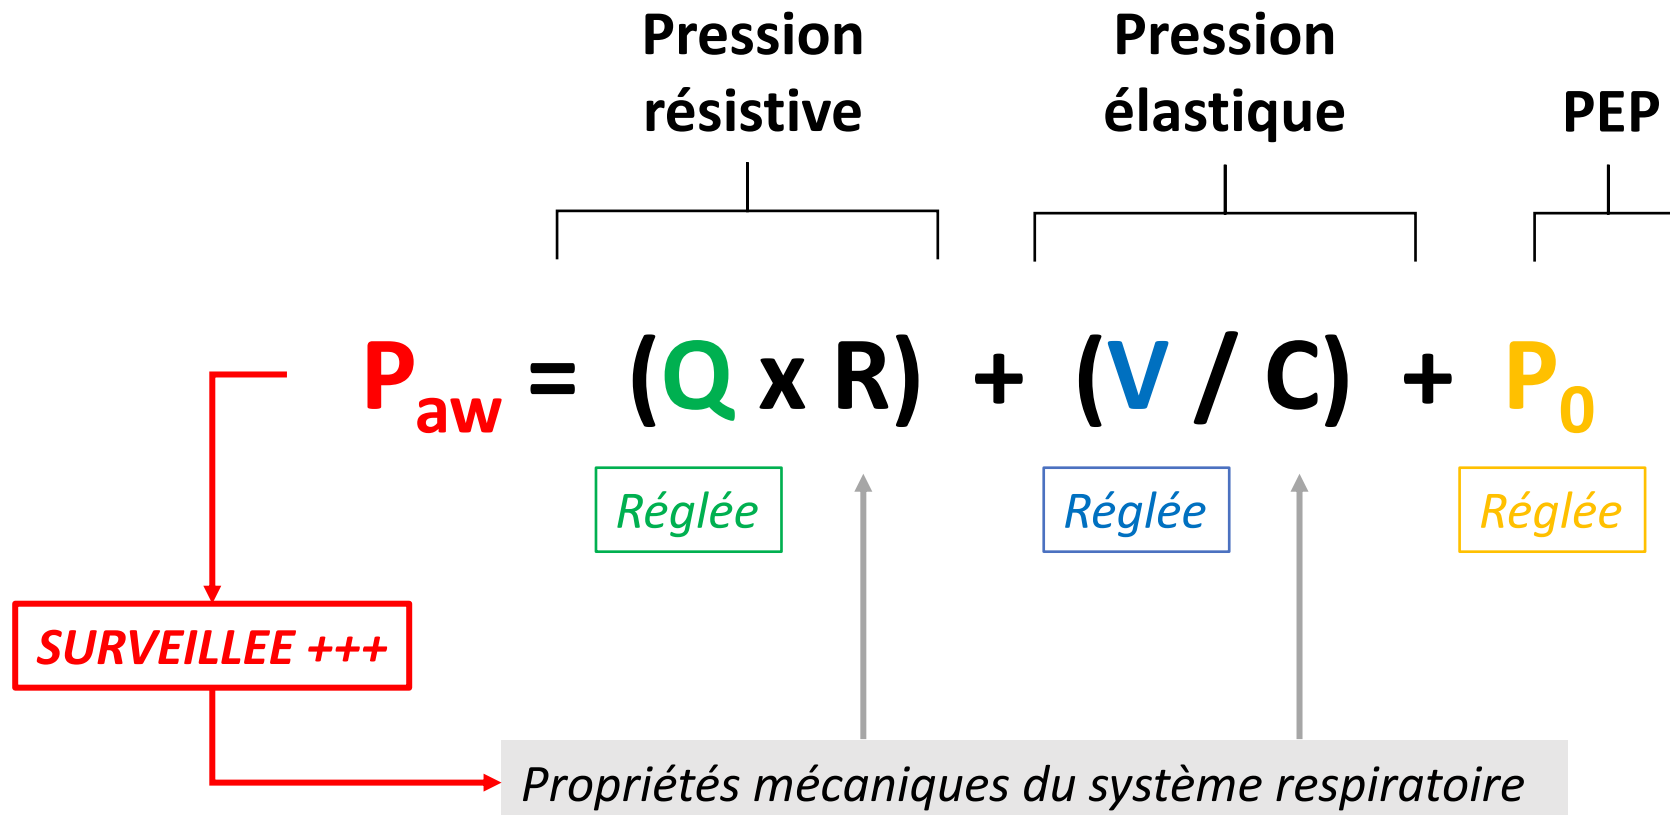 Pression
résistive
Pression
élastique
PEP
Paw = (Q x R) + (V / C) + P0
Réglée
Réglée
Réglée
SURVEILLEE +++
Propriétés mécaniques du système respiratoire